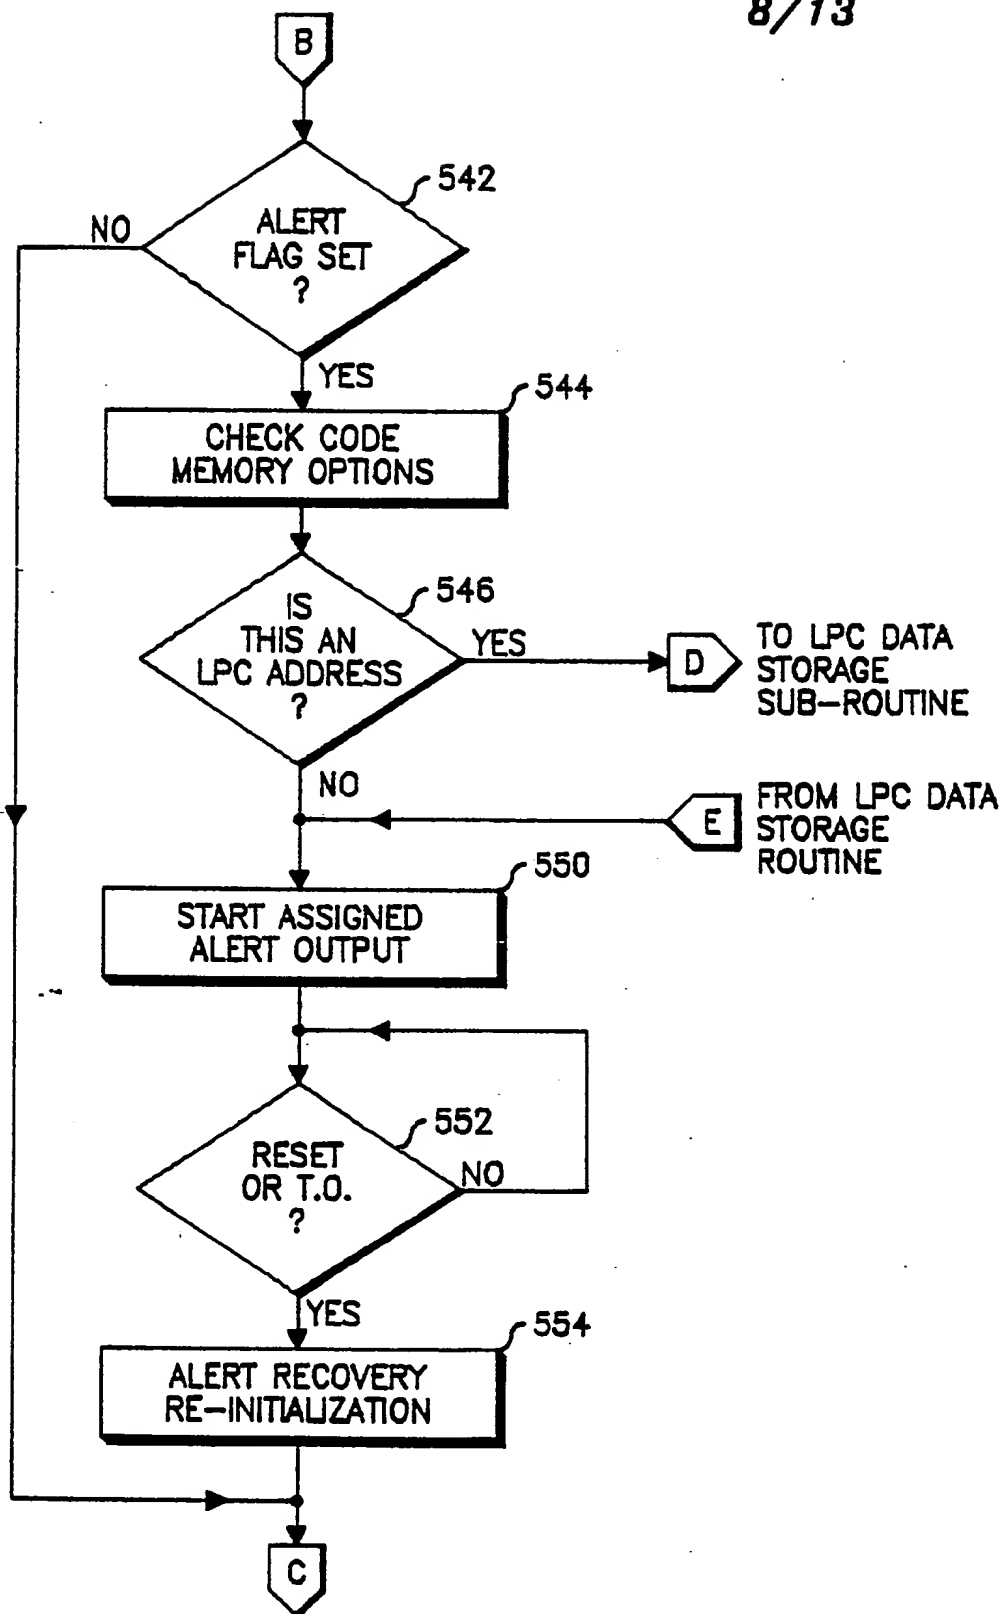 8/13
B
542
ALERT
FLAG SET
?
NO
YES
544
CHECK CODE
MEMORY OPTIONS
546
IS
THIS AN
LPC ADDRESS
?
YES
D
TO LPC DATA
STORAGE
SUB-ROUTINE
NO
E
FROM LPC DATA
STORAGE
ROUTINE
550
START ASSIGNED
ALERT OUTPUT
552
RESET
OR T.O.
?
NO
YES
554
ALERT RECOVERY
RE-INITIALIZATION
C